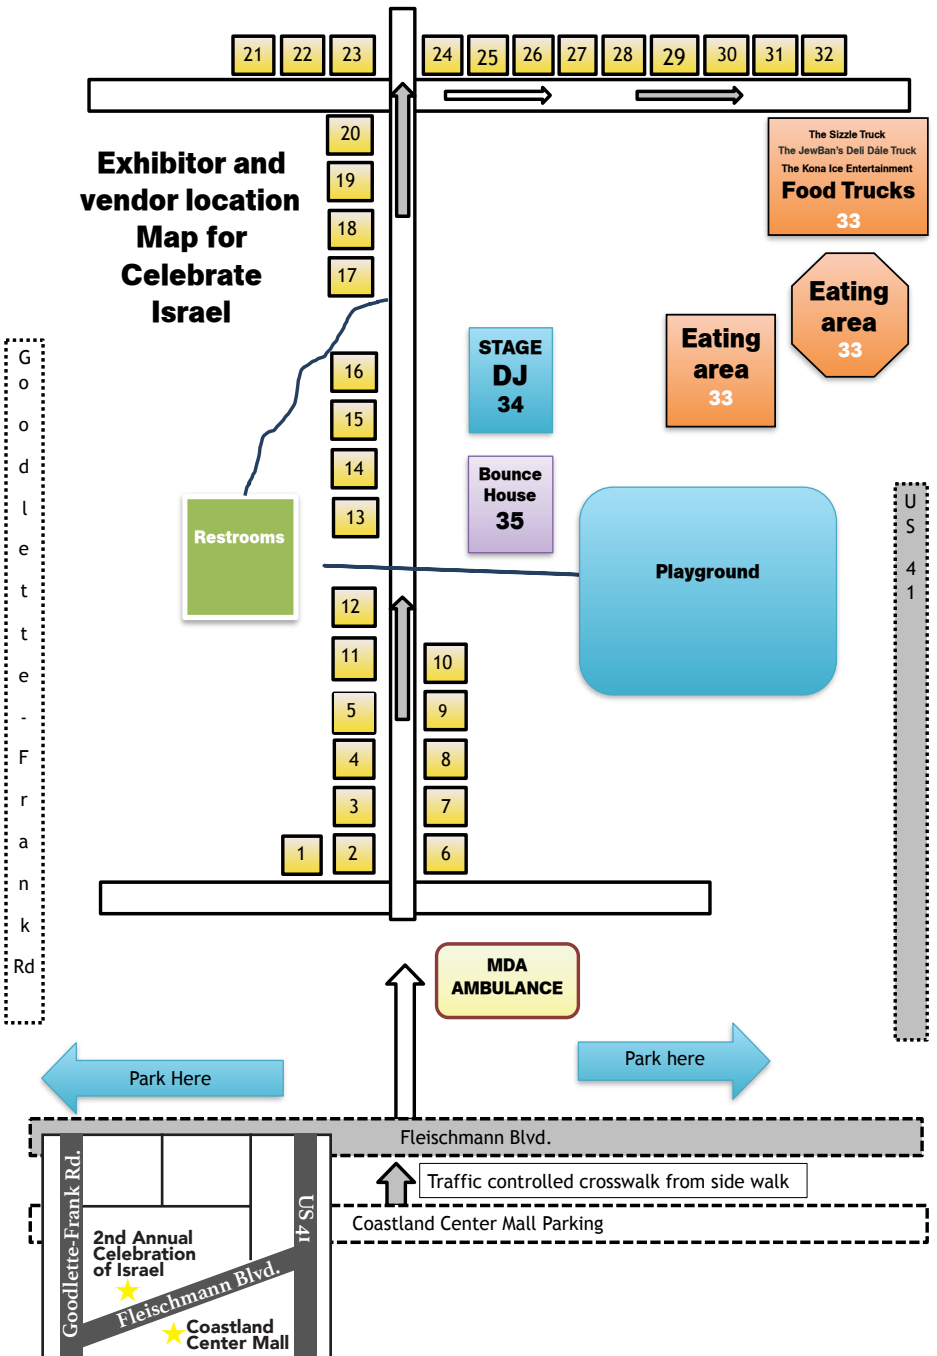 21 22 23 24 25 26 27 28 29 30 31 32
Exhibitor and
vendor location
Map for
Celebrate
Israel
20
19
18
17
16
15
14
13
12
11
5
4
3
1 2
10
9
8
7
6
The Sizzle Truck
The JewBan's Deli Dále Truck
The Kona Ice Entertainment
Food Trucks
33
Eating
area
33
Eating
area
33
STAGE
DJ
34
Bounce
House
35
Restrooms
Playground
G
o
o
d
l
e
t
t
e
-
F
r
a
n
k
Rd
U
S
4
1
MDA
AMBULANCE
Park Here
Park here
Fleischmann Blvd.
Traffic controlled crosswalk from side walk
Coastland Center Mall Parking
Goodlette-Frank Rd.
US 41
2nd Annual
Celebration
of Israel
Fleischmann Blvd.
Coastland
Center Mall